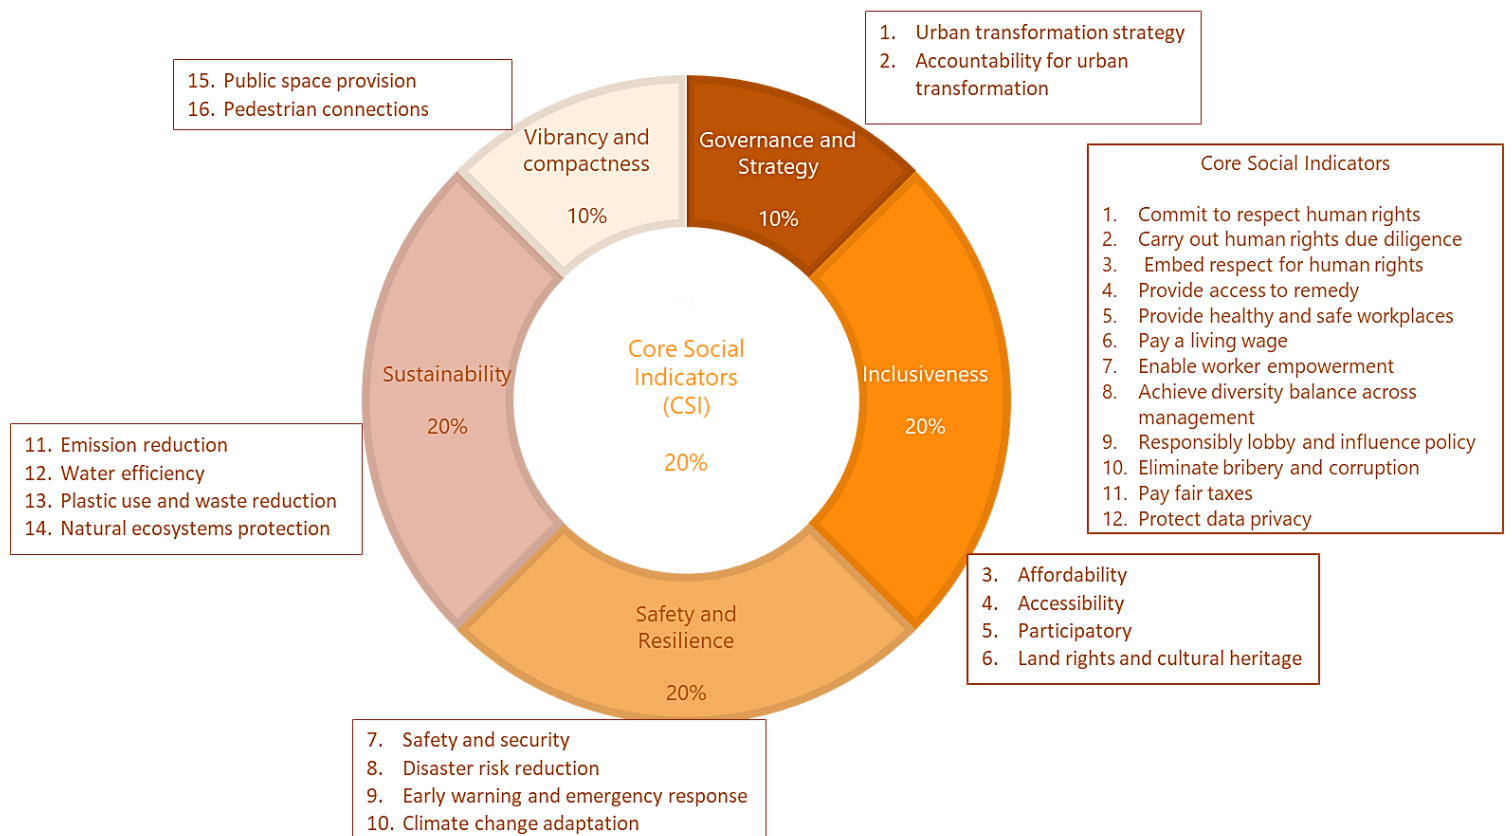 1. Urban transformation strategy
2. Accountability for urban
transformation
15. Public space provision
16. Pedestrian connections
Vibrancy and
compactness
10%
Governance and
Strategy
10%
Core Social Indicators
1. Commit to respect human rights
2. Carry out human rights due diligence
3. Embed respect for human rights
4. Provide access to remedy
5. Provide healthy and safe workplaces
6. Pay a living wage
7. Enable worker empowerment
8. Achieve diversity balance across
management
9. Responsibly lobby and influence policy
10. Eliminate bribery and corruption
11. Pay fair taxes
12. Protect data privacy
Sustainability
20%
Core Social
Indicators
(CSI)
20%
Inclusiveness
20%
11. Emission reduction
12. Water efficiency
13. Plastic use and waste reduction
14. Natural ecosystems protection
3. Affordability
4. Accessibility
5. Participatory
6. Land rights and cultural heritage
Safety and
Resilience
20%
7. Safety and security
8. Disaster risk reduction
9. Early warning and emergency response
10. Climate change adaptation